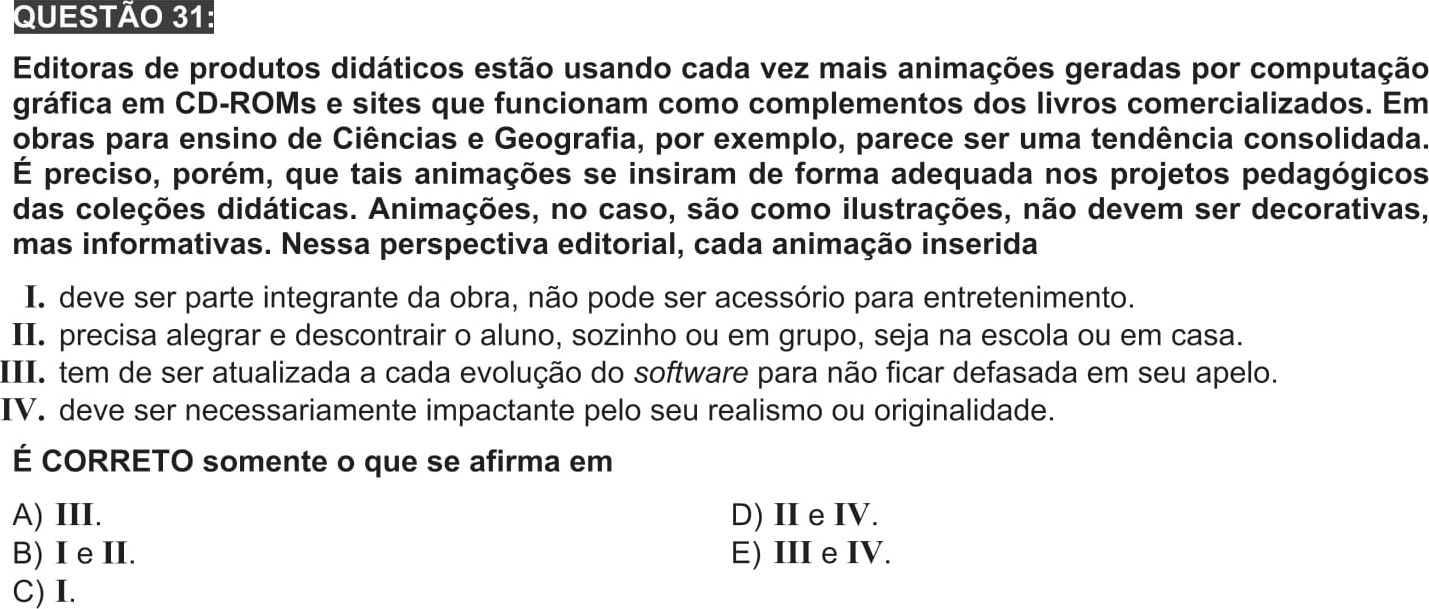 QUESTÃO 31:
Editoras de produtos didáticos estão usando cada vez mais animações geradas por computação
gráfica em CD-ROMs e sites que funcionam como complementos dos livros comercializados. Em
obras para ensino de Ciências e Geografia, por exemplo, parece ser uma tendência consolidada.
É preciso, porém, que tais animações se insiram de forma adequada nos projetos pedagógicos
das coleções didáticas. Animações, no caso, são como ilustrações, não devem ser decorativas,
mas informativas. Nessa perspectiva editorial, cada animação inserida
I. deve ser parte integrante da obra, não pode ser acessório para entretenimento.
II. precisa alegrar e descontrair o aluno, sozinho ou em grupo, seja na escola ou em casa.
III. tem de ser atualizada a cada evolução do software para não ficar defasada em seu apelo.
IV. deve ser necessariamente impactante pelo seu realismo ou originalidade.
É CORRETO somente o que se afirma em
A) III.
B) I e II.
C) I.
D) II e IV.
E) III e IV.